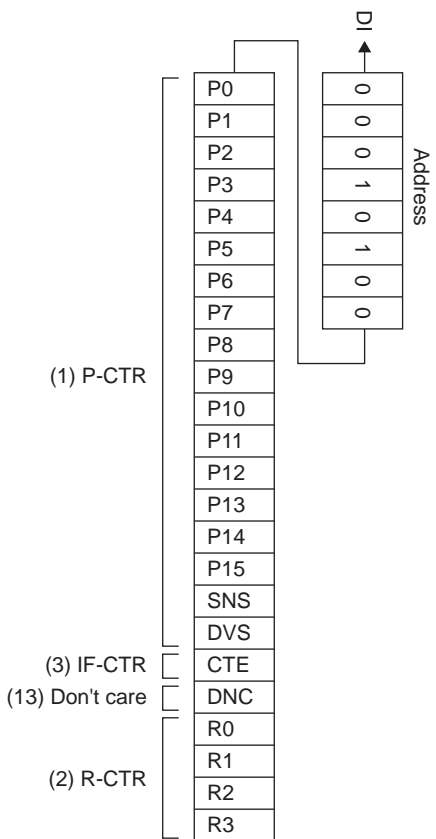 DI
0
0
0
1
0
1
0
0
Address
P0
P1
P2
P3
P4
P5
P6
P7
P8
P9
P10
P11
P12
P13
P14
P15
SNS
DVS
CTE
DNC
R0
R1
R2
R3
(1) P-CTR
(3) IF-CTR
(13) Don't care
(2) R-CTR